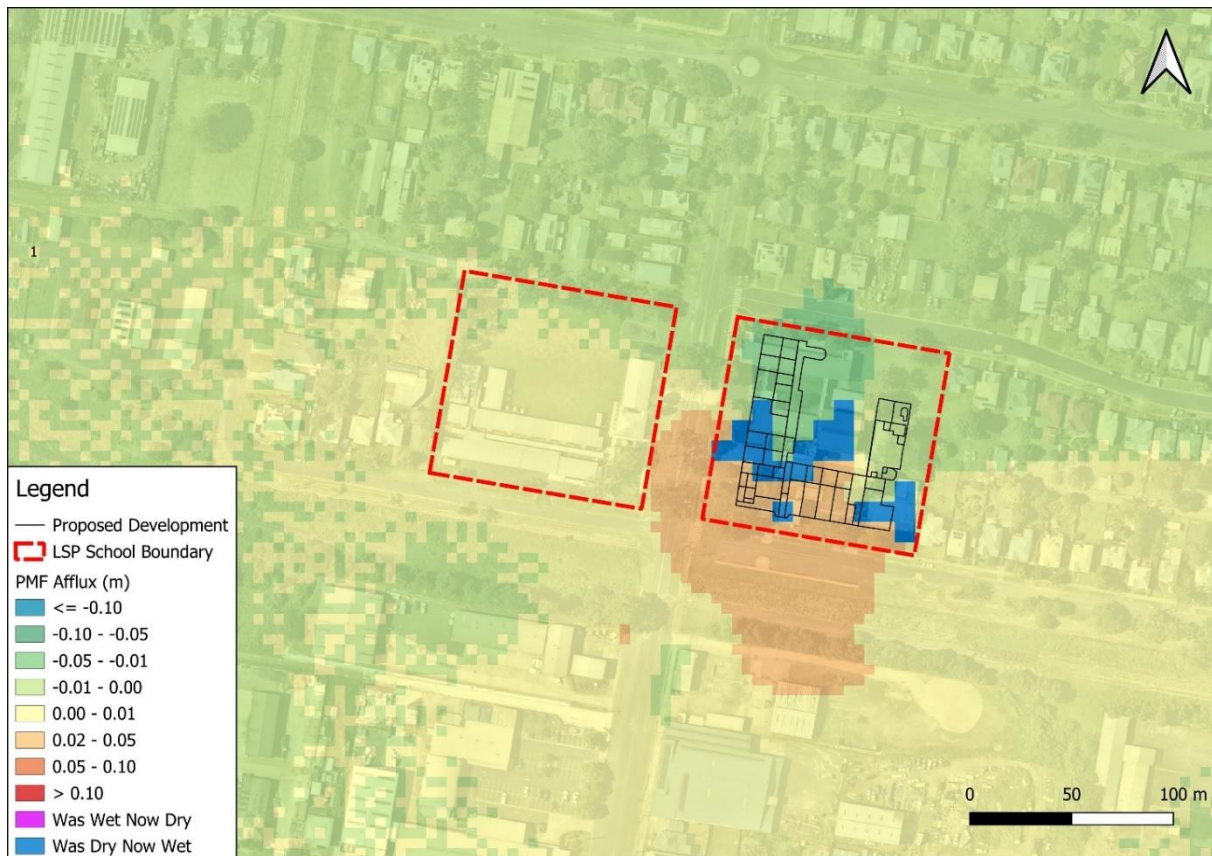 1
Legend
Proposed Development
LSP School Boundary
PMF Afflux (m)
<= -0.10
-0.10 - -0.05
-0.05 - -0.01
-0.01 - 0.00
0.00 - 0.01
0.02 - 0.05
0.05 - 0.10
> 0.10
Was Wet Now Dry
Was Dry Now Wet
0 50 100 m